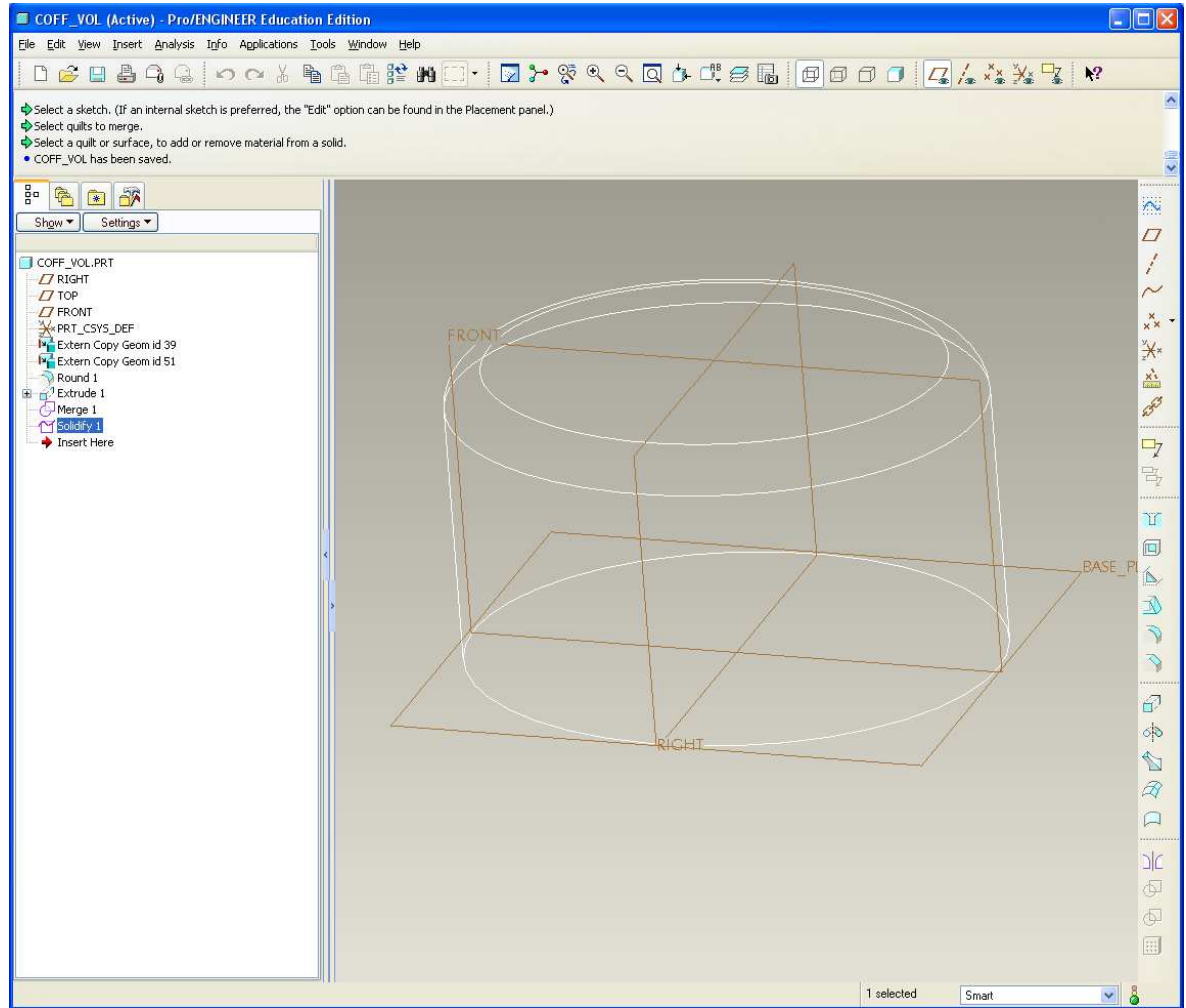 COFF_VOL (Active) - Pro/ENGINEER Education Edition
File Edit View Insert Analysis Info Applications Tools Window Help
Select a sketch. (If an internal sketch is preferred, the "Edit" option can be found in the Placement panel.)
Select quilts to merge.
Select a quilt or surface, to add or remove material from a solid.
COFF_VOL has been saved.
Show Settings
COFF_VOL.PRT
RIGHT
TOP
FRONT
PRT_CSYS_DEF
Extern Copy Geom id 39
Extern Copy Geom id 51
Round 1
Extrude 1
Merge 1
Solidify 1
Insert Here
FRONT
BASE_PL
RIGHT
1 selected Smart